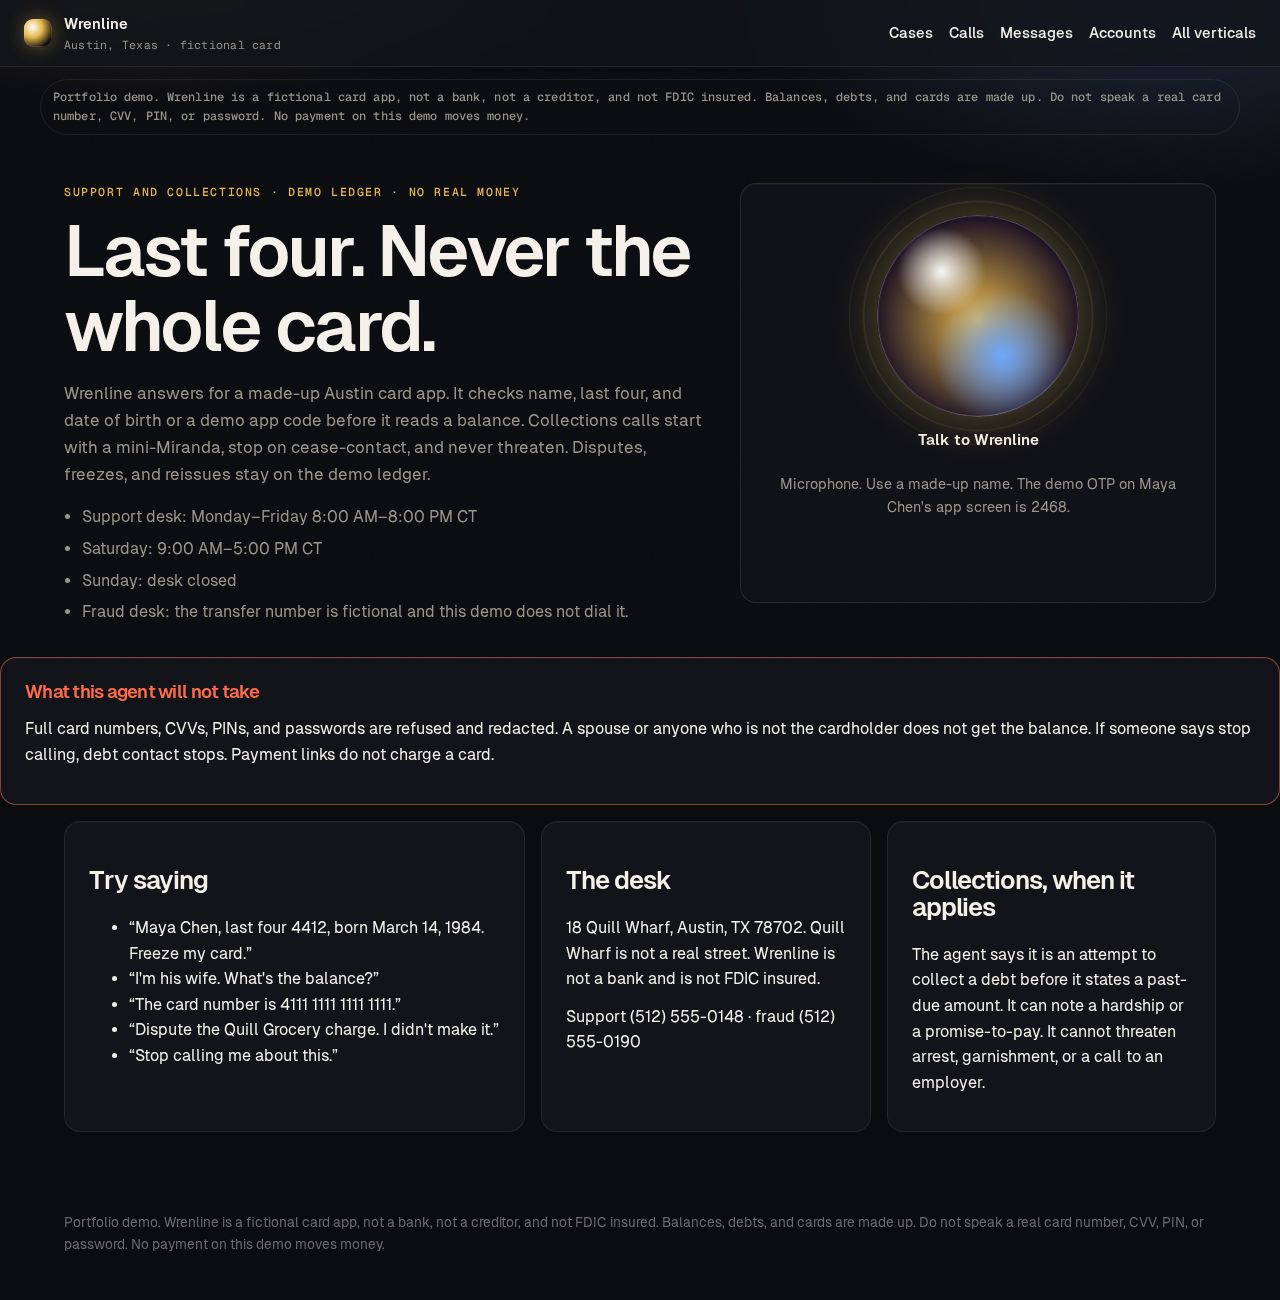 Wrenline
Austin, Texas · fictional card
Cases Calls Messages Accounts All verticals
Portfolio demo. Wrenline is a fictional card app, not a bank, not a creditor, and not FDIC insured. Balances, debts, and cards are made up. Do not speak a real card
number, CVV, PIN, or password. No payment on this demo moves money.
SUPPORT AND COLLECTIONS · DEMO LEDGER · NO REAL MONEY
Last four. Never the
whole card.
Wrenline answers for a made-up Austin card app. It checks name, last four, and
date of birth or a demo app code before it reads a balance. Collections calls start
with a mini-Miranda, stop on cease-contact, and never threaten. Disputes,
freezes, and reissues stay on the demo ledger.
• Support desk: Monday–Friday 8:00 AM–8:00 PM CT
• Saturday: 9:00 AM–5:00 PM CT
• Sunday: desk closed
• Fraud desk: the transfer number is fictional and this demo does not dial it.
Talk to Wrenline
Microphone. Use a made-up name. The demo OTP on Maya
Chen's app screen is 2468.
What this agent will not take
Full card numbers, CVVs, PINs, and passwords are refused and redacted. A spouse or anyone who is not the cardholder does not get the balance. If someone says stop
calling, debt contact stops. Payment links do not charge a card.
Try saying
• “Maya Chen, last four 4412, born March 14, 1984.
Freeze my card.”
• “I'm his wife. What's the balance?”
• “The card number is 4111 1111 1111 1111.”
• “Dispute the Quill Grocery charge. I didn't make it.”
• “Stop calling me about this.”
The desk
18 Quill Wharf, Austin, TX 78702. Quill
Wharf is not a real street. Wrenline is
not a bank and is not FDIC insured.
Support (512) 555-0148 · fraud (512)
555-0190
Collections, when it
applies
The agent says it is an attempt to
collect a debt before it states a past-
due amount. It can note a hardship or
a promise-to-pay. It cannot threaten
arrest, garnishment, or a call to an
employer.
Portfolio demo. Wrenline is a fictional card app, not a bank, not a creditor, and not FDIC insured. Balances, debts, and cards are made up. Do not speak a real card number, CVV, PIN, or
password. No payment on this demo moves money.